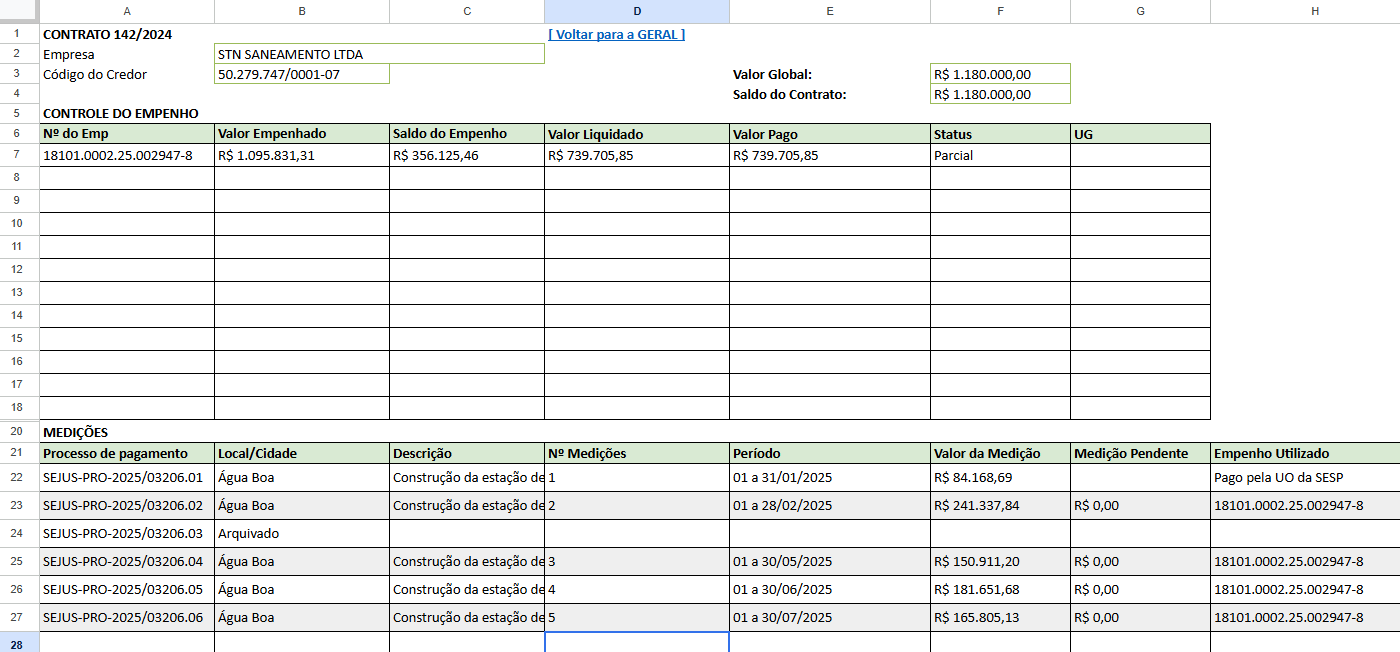 A B C D E F G H
1 CONTRATO 142/2024 [ Voltar para a GERAL ]
2 Empresa STN SANEAMENTO LTDA
3 Código do Credor 50.279.747/0001-07 Valor Global: R$ 1.180.000,00
4 Saldo do Contrato: R$ 1.180.000,00
5 CONTROLE DO EMPENHO
6 Nº do Emp Valor Empenhado Saldo do Empenho Valor Liquidado Valor Pago Status UG
7 18101.0002.25.002947-8 R$ 1.095.831,31 R$ 356.125,46 R$ 739.705,85 R$ 739.705,85 Parcial
8
9
10
11
12
13
14
15
16
17
18
20 MEDIÇÕES
21 Processo de pagamento Local/Cidade Descrição Nº Medições Período Valor da Medição Medição Pendente Empenho Utilizado
22 SEJUS-PRO-2025/03206.01 Água Boa Construção da estação de 1 01 a 31/01/2025 R$ 84.168,69 Pago pela UO da SESP
23 SEJUS-PRO-2025/03206.02 Água Boa Construção da estação de 2 01 a 28/02/2025 R$ 241.337,84 R$ 0,00 18101.0002.25.002947-8
24 SEJUS-PRO-2025/03206.03 Arquivado
25 SEJUS-PRO-2025/03206.04 Água Boa Construção da estação de 3 01 a 30/05/2025 R$ 150.911,20 R$ 0,00 18101.0002.25.002947-8
26 SEJUS-PRO-2025/03206.05 Água Boa Construção da estação de 4 01 a 30/06/2025 R$ 181.651,68 R$ 0,00 18101.0002.25.002947-8
27 SEJUS-PRO-2025/03206.06 Água Boa Construção da estação de 5 01 a 30/07/2025 R$ 165.805,13 R$ 0,00 18101.0002.25.002947-8
28